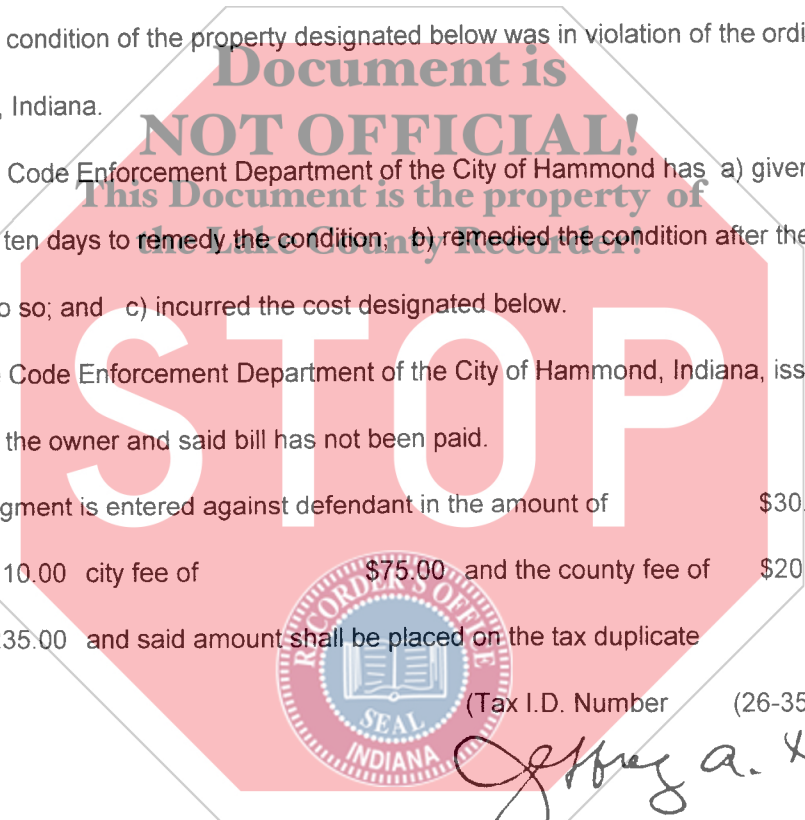 condition of the property designated below was in violation of the ordi
Document is
, Indiana.
NOT OFFICIAL!
Code Enforcement Department of the City of Hammond has a) given
This Document is the property of
ten days to remedy the condition; b) remedied the condition after the
the Lake County Recorder!
o so; and c) incurred the cost designated below.
Code Enforcement Department of the City of Hammond, Indiana, iss
STOP
the owner and said bill has not been paid.
gment is entered against defendant in the amount of $30.
10.00 city fee of $75.00 and the county fee of $20
35.00 and said amount shall be placed on the tax duplicate
RECORDER'S OFFICE
(Tax I.D. Number (26-35
SEAL
INDIANA
Jeffrey a.